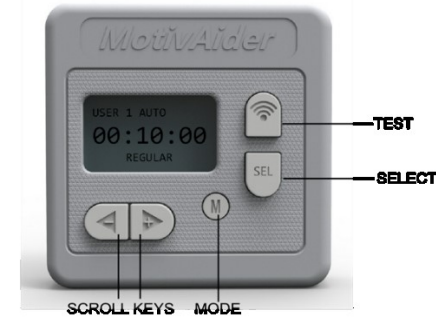 MotivAider
USER 1 AUTO
00:10:00
REGULAR
TEST
SEL
SELECT
M
SCROLL KEYS
MODE